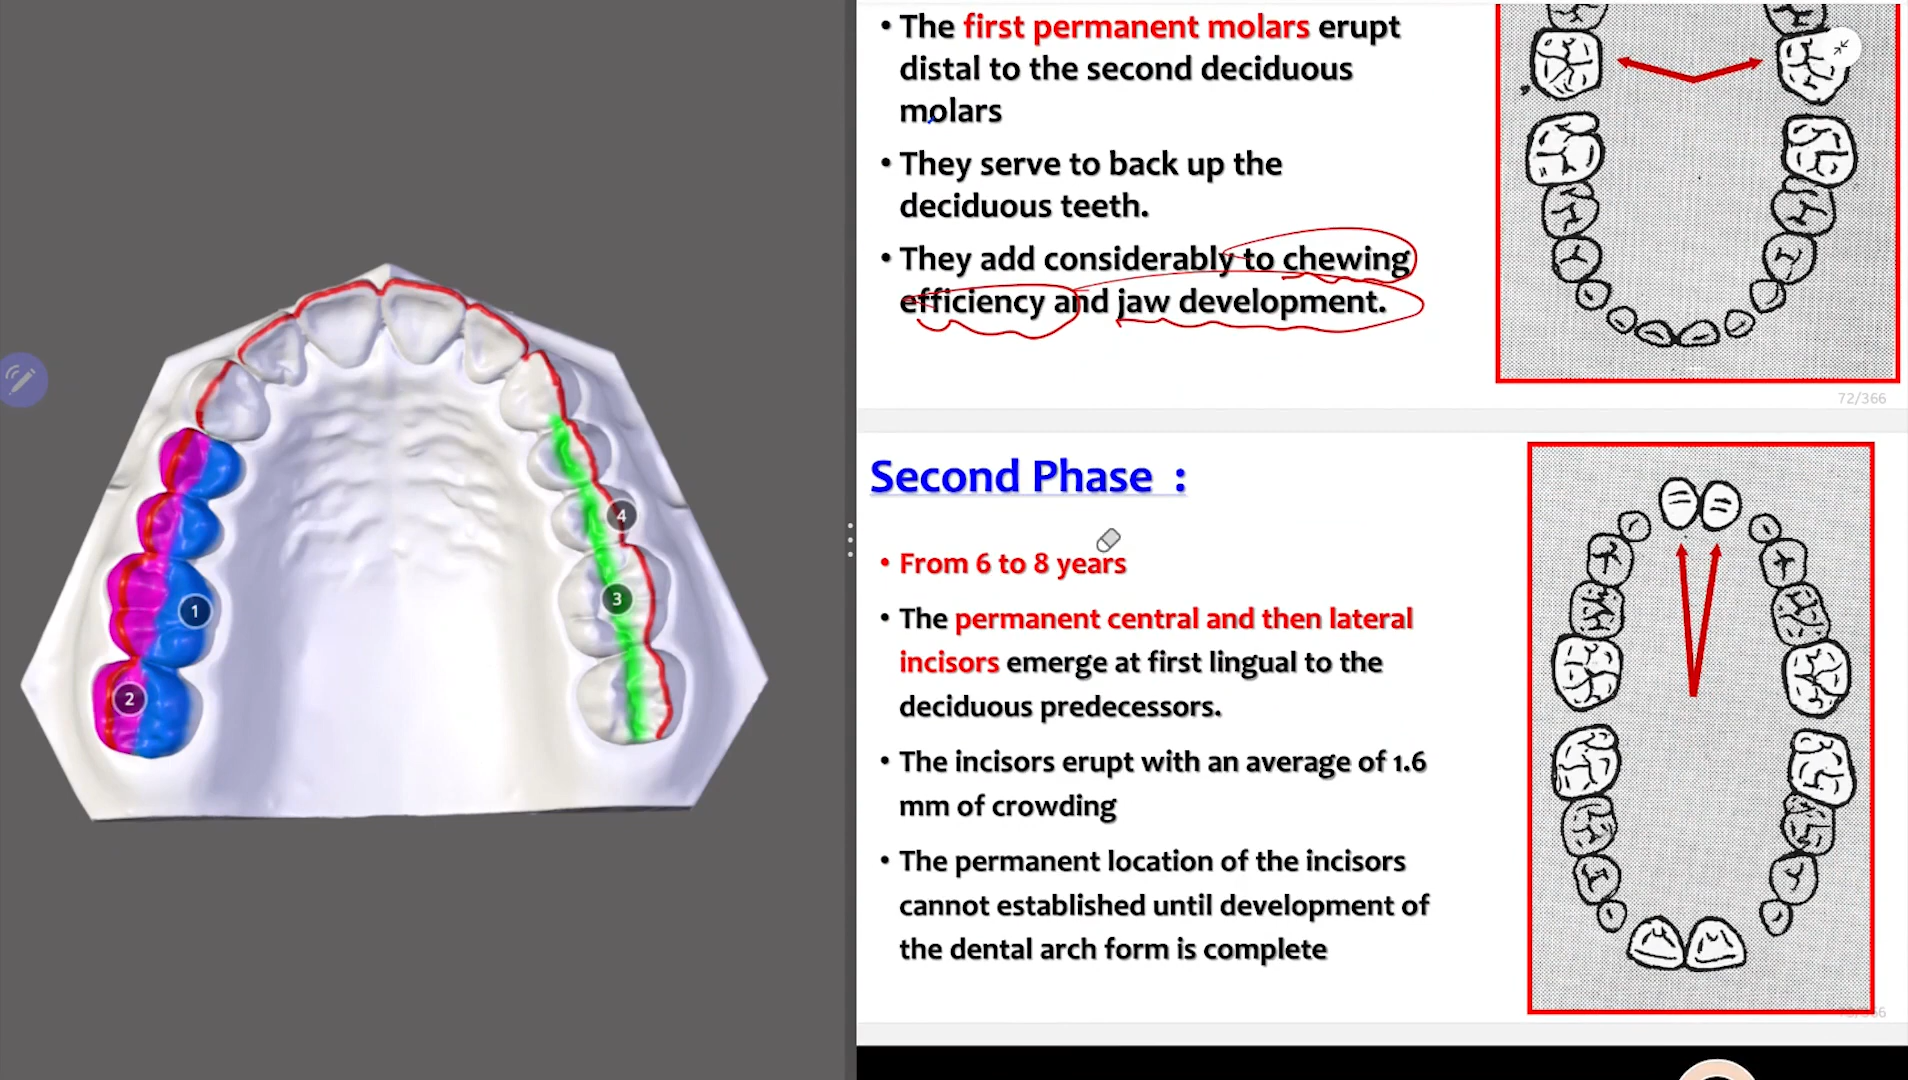 4
3
1
2
• The first permanent molars erupt
distal to the second deciduous
molars
• They serve to back up the
deciduous teeth.
• They add considerably to chewing
efficiency and jaw development.
72/366
Second Phase :
• From 6 to 8 years
• The permanent central and then lateral
incisors emerge at first lingual to the
deciduous predecessors.
• The incisors erupt with an average of 1.6
mm of crowding
• The permanent location of the incisors
cannot established until development of
the dental arch form is complete